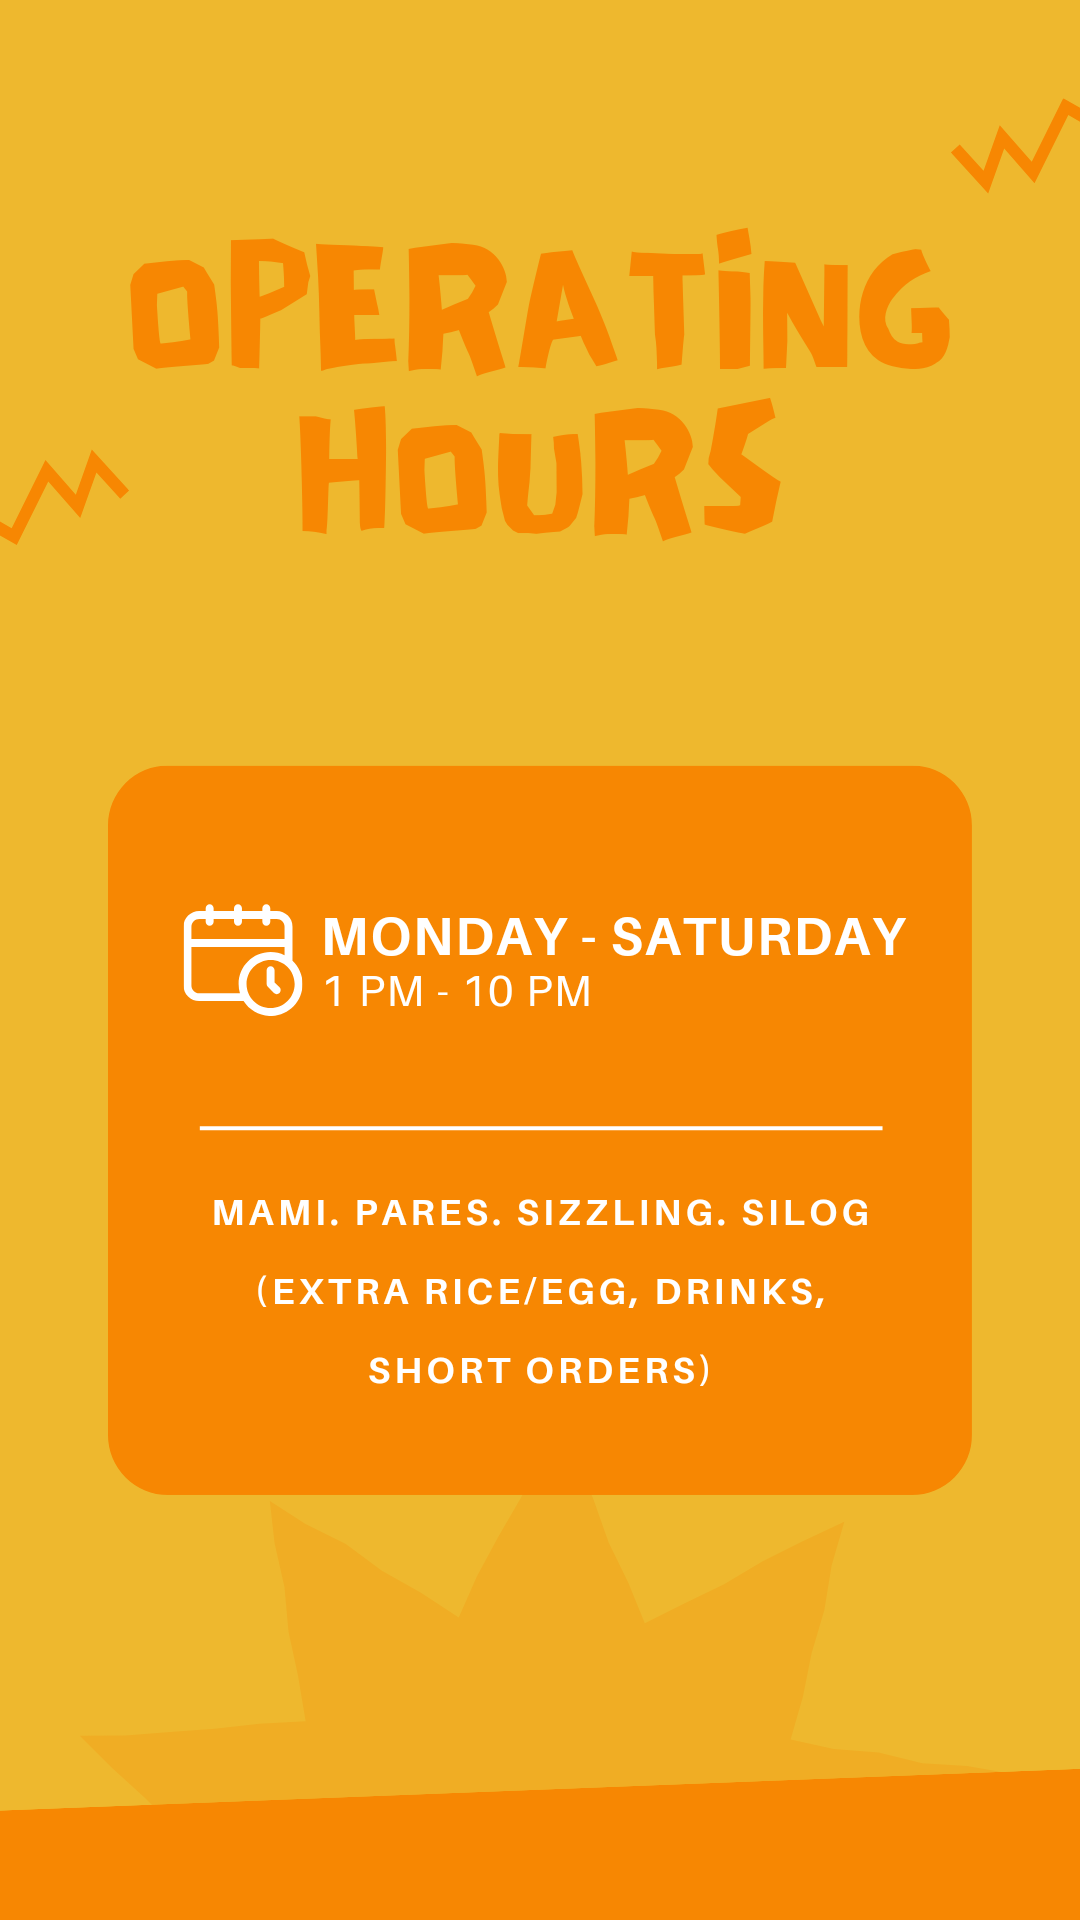 OPERATING
HOURS
MONDAY - SATURDAY
1 PM - 10 PM
MAMI. PARES. SIZZLING. SILOG
(EXTRA RICE/EGG, DRINKS,
SHORT ORDERS)